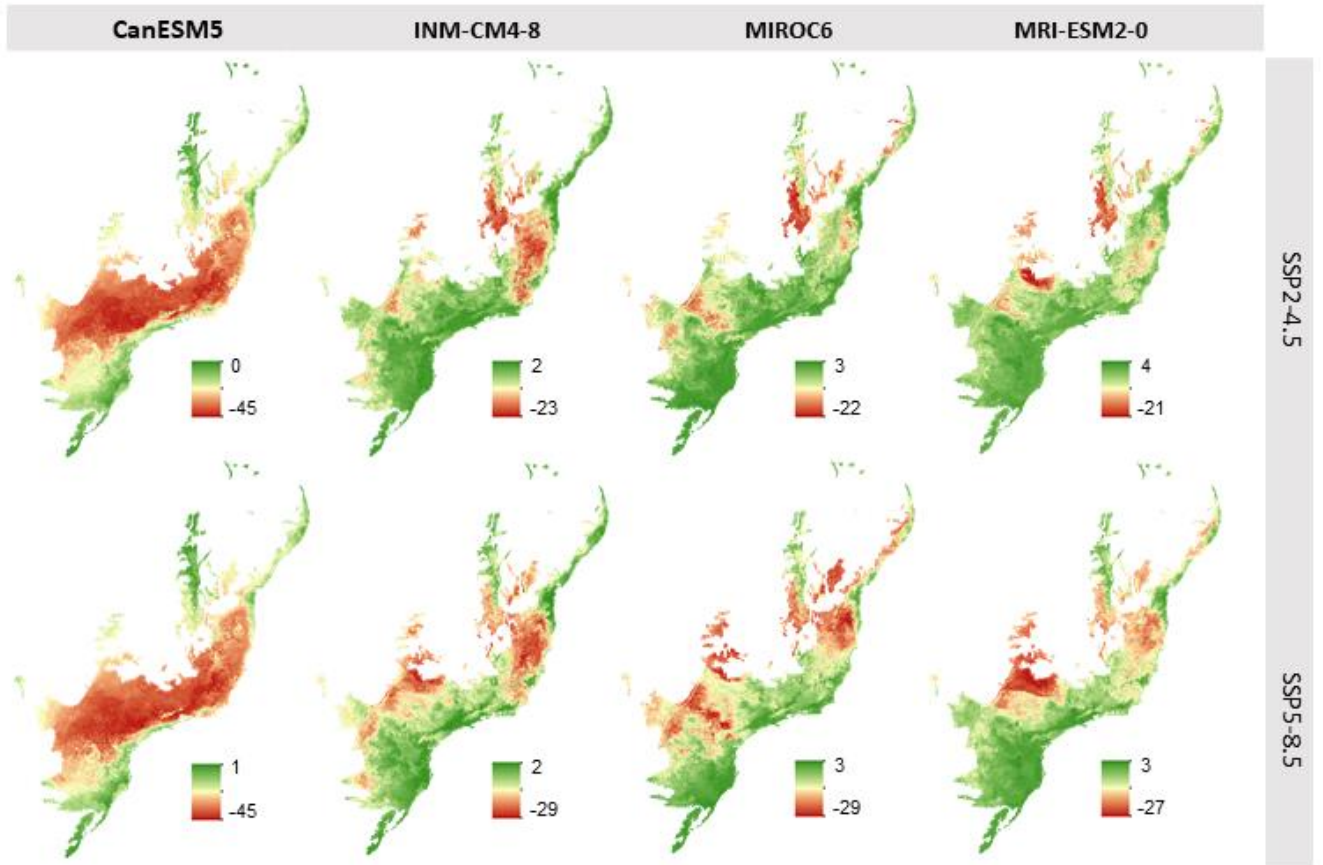 CanESM5 INM-CM4-8 MIROC6 MRI-ESM2-0
SSP2-4.5
0 2 3 4
-45 -23 -22 -21
SSP5-8.5
1 2 3 3
-45 -29 -29 -27